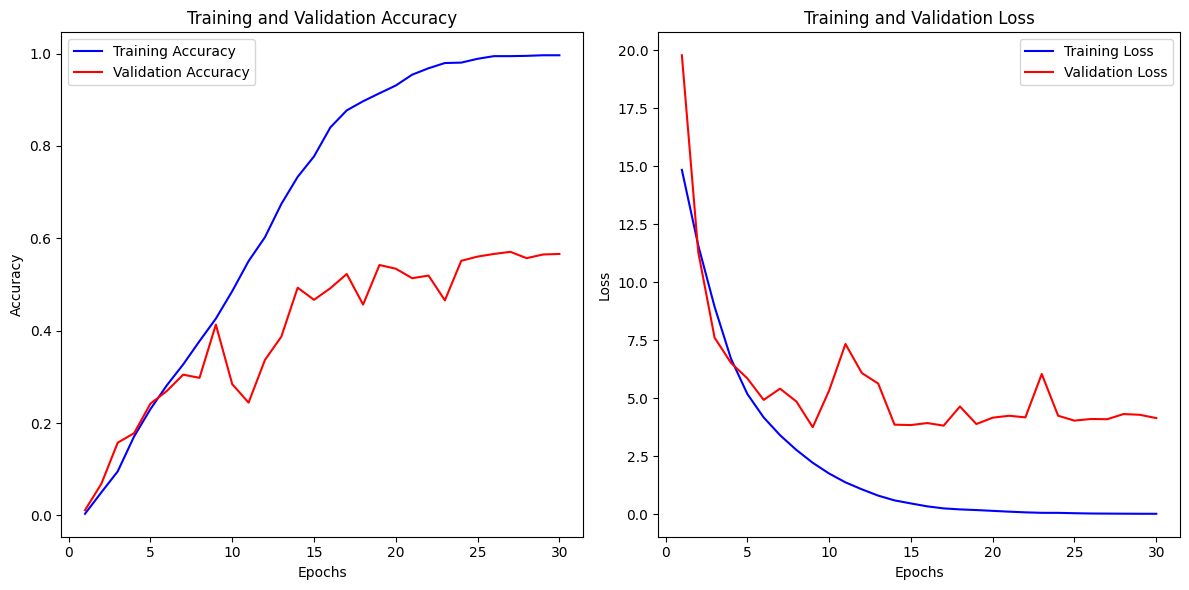 Training and Validation Accuracy
Training Accuracy
Validation Accuracy
1.0
0.8
0.6
0.4
0.2
0.0
Accuracy
0 5 10 15 20 25 30
Epochs
Training and Validation Loss
Training Loss
Validation Loss
20.0
17.5
15.0
12.5
10.0
7.5
5.0
2.5
0.0
Loss
0 5 10 15 20 25 30
Epochs